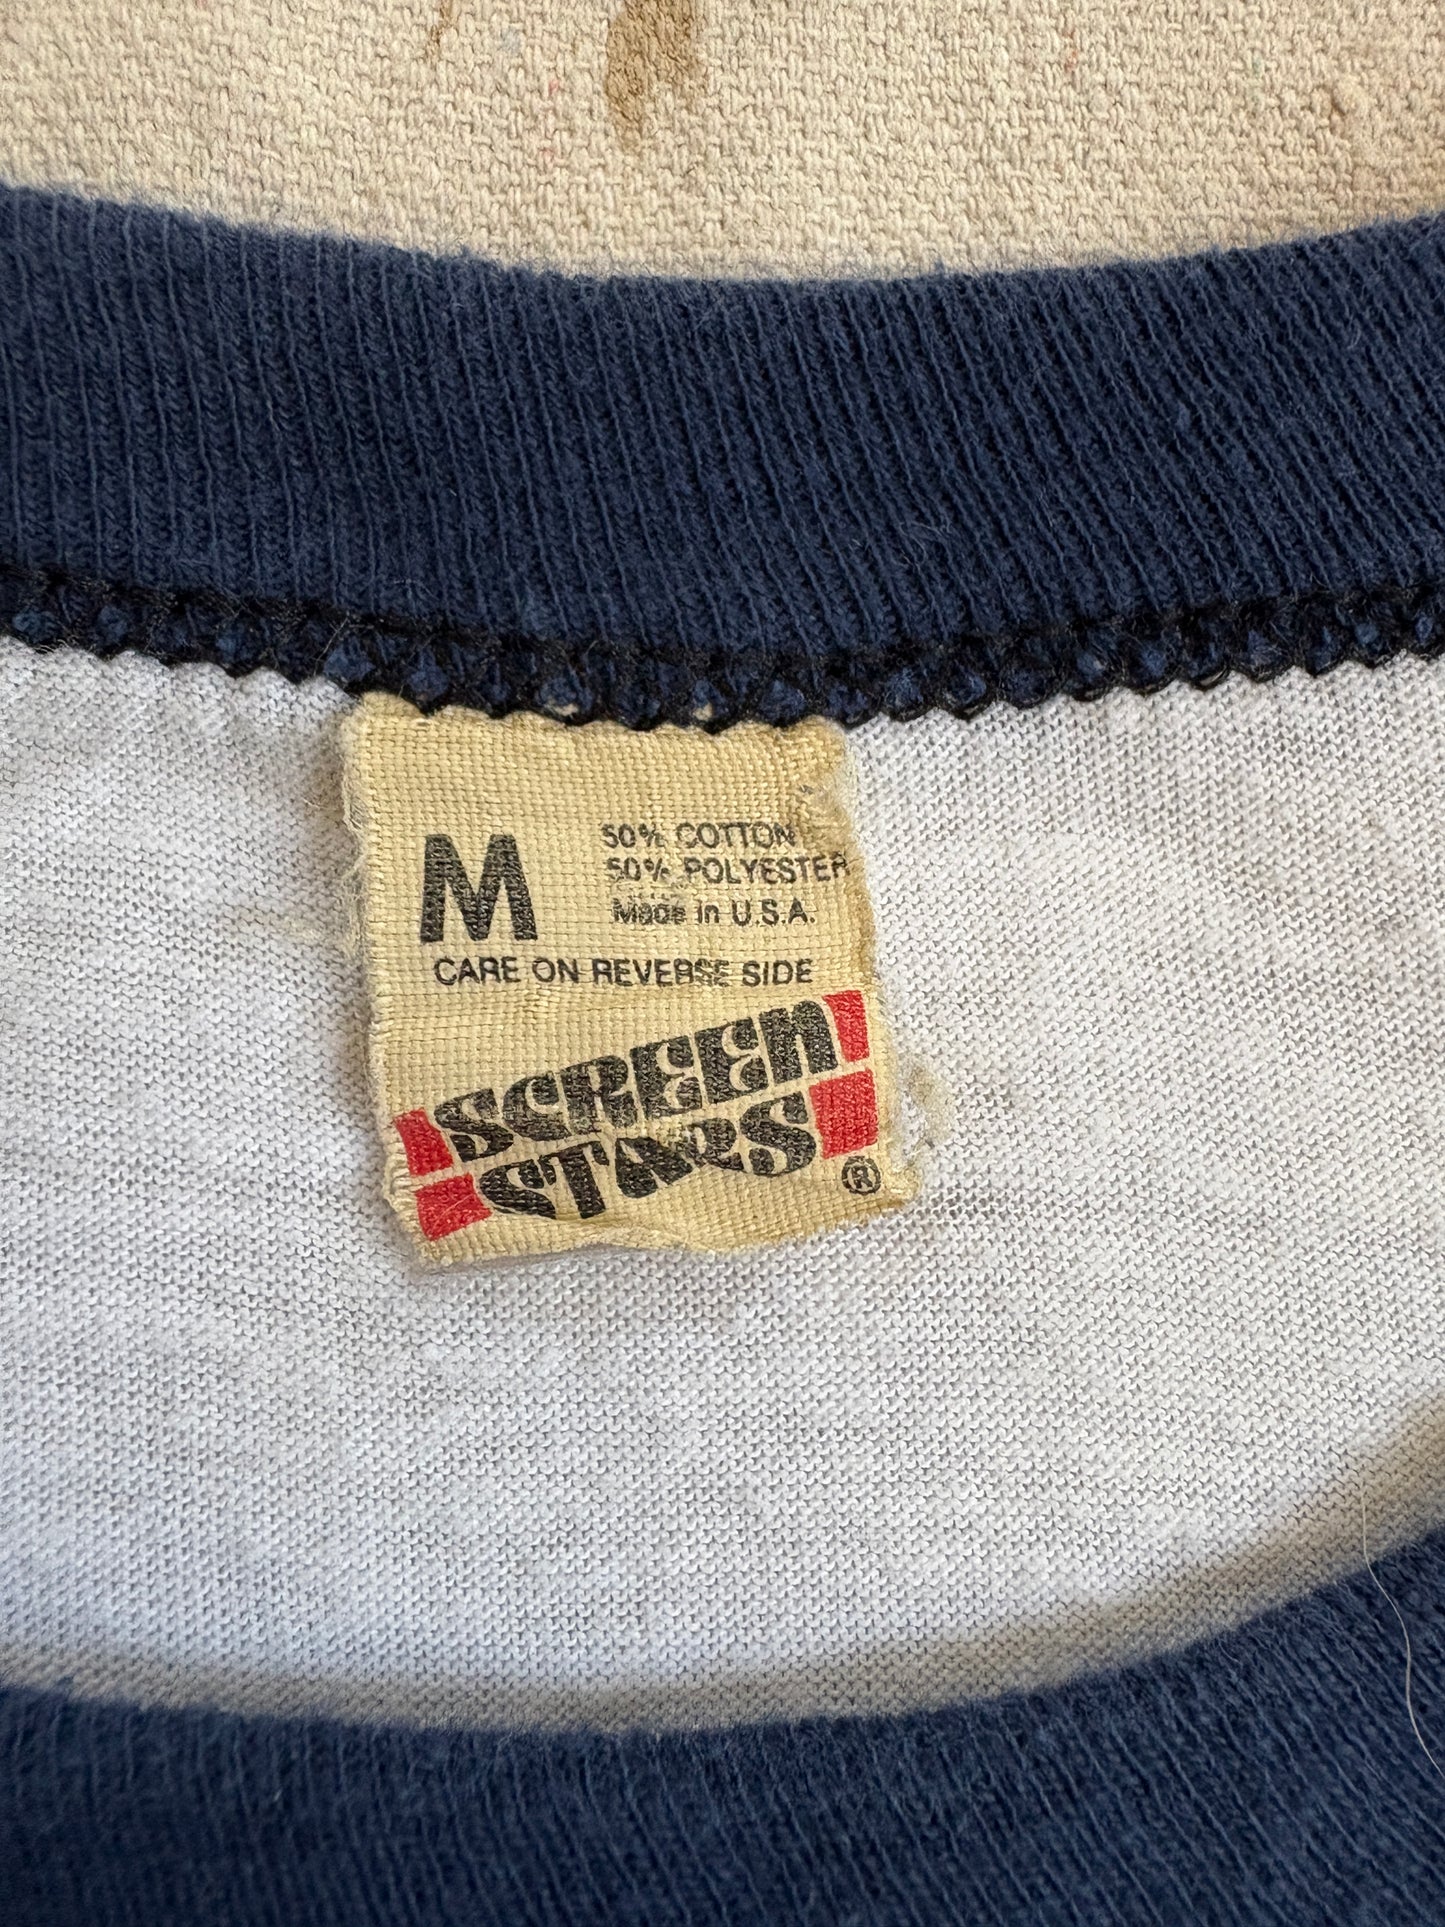 M
50% COTTON
50% POLYESTER
Made in U.S.A.
CARE ON REVERSE SIDE
SCREEN
STARS
®